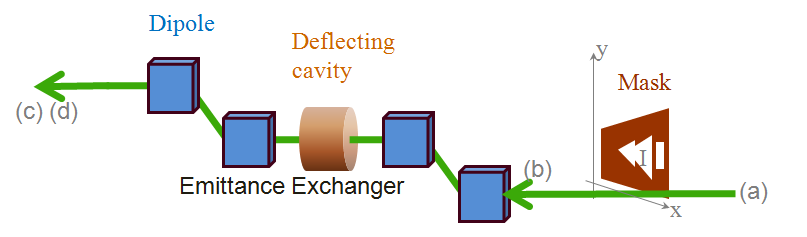 Dipole
Deflecting
cavity
y
Mask
I
(c) (d)
(b)
(a)
Emittance Exchanger
x